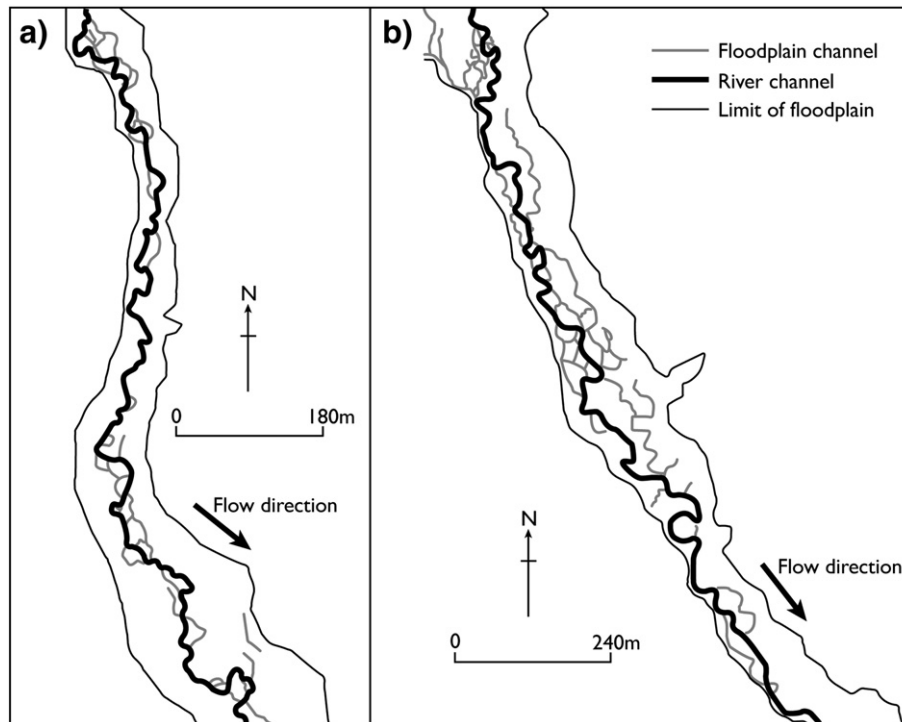 a)
N
0 180m
Flow direction
b)
Floodplain channel
River channel
Limit of floodplain
N
0 240m
Flow direction